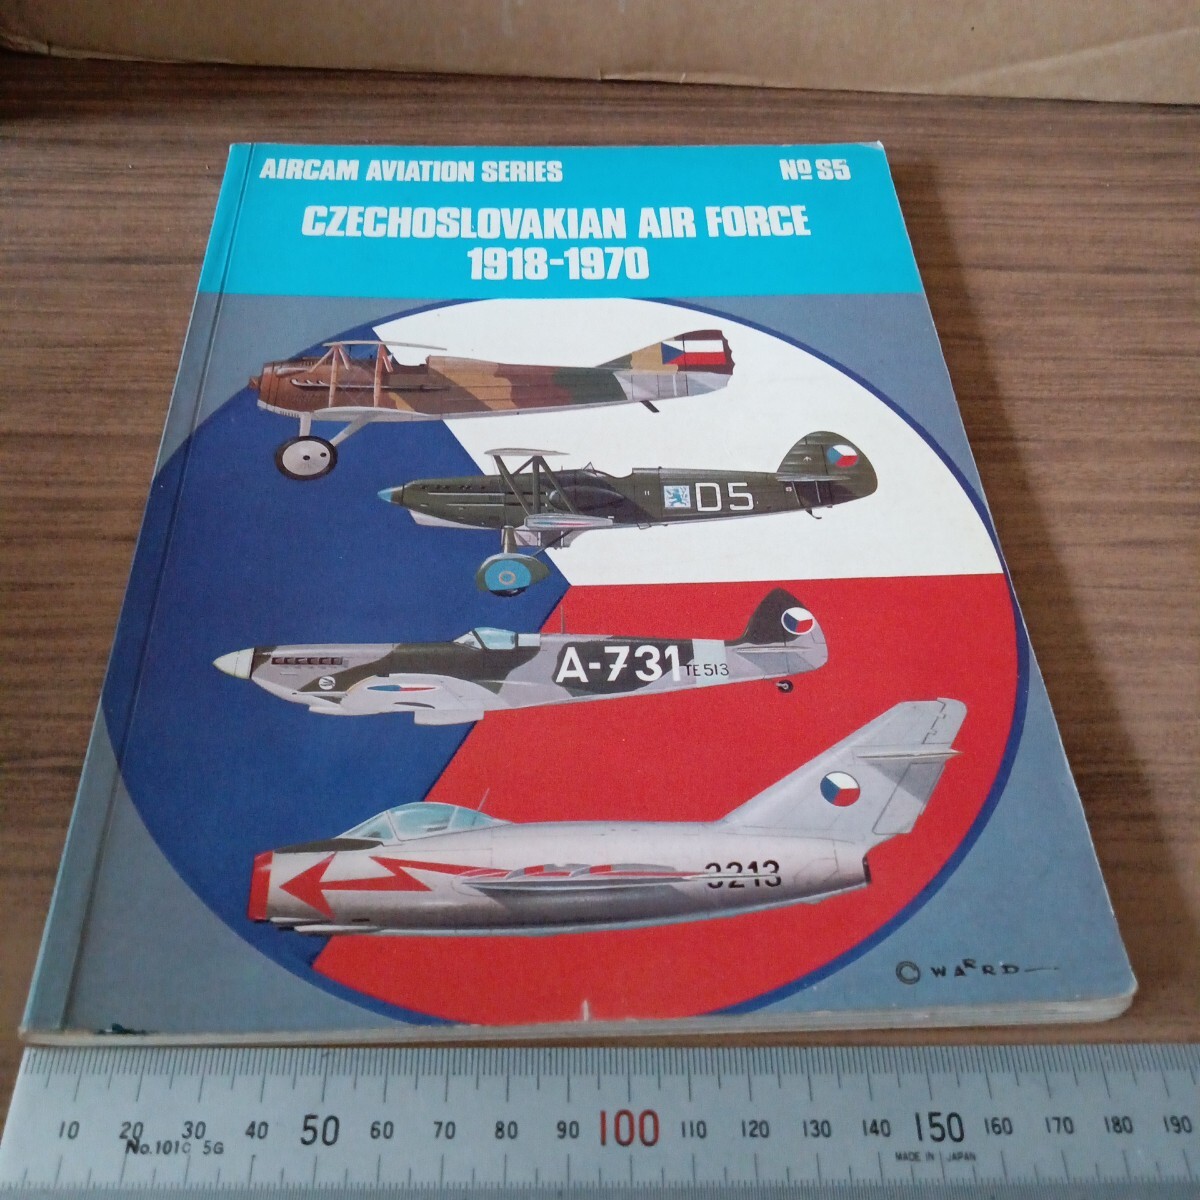 AIRCAM AVIATION SERIES
Nº S5
CZECHOSLOVAKIAN AIR FORCE
1918-1970
D5
A-731
TE513
3213
© WARRD
10 20 30 40 50 60 70 80 90 100 110 120 130 140 150 160 170 180 190
No.101C 5G
MADE IN JAPAN